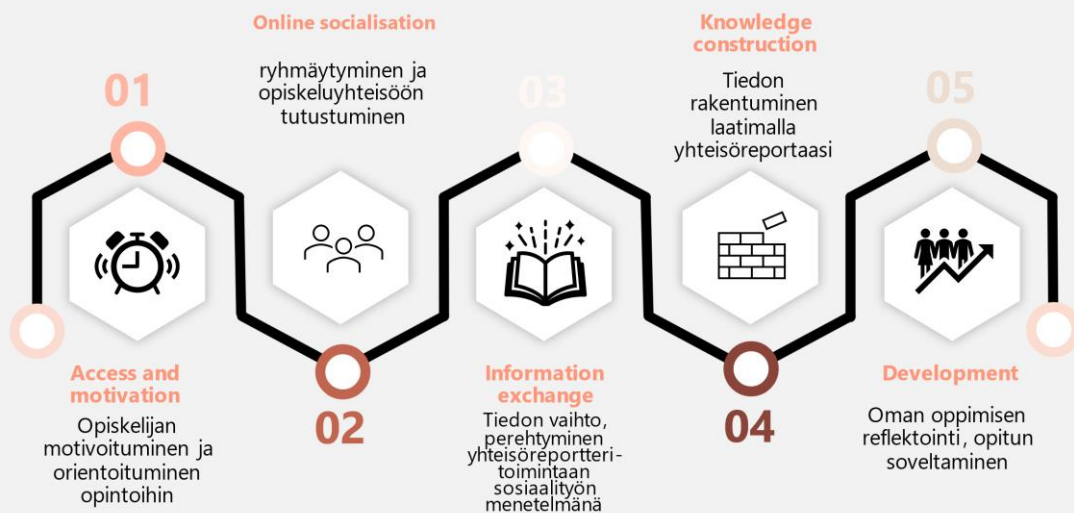 01
Access and
motivation
Opiskelijan
motivoituminen ja
orientoituminen
opintoihin
Online socialisation
ryhmäytyminen ja
opiskeluyhteisöön
tutustuminen
02
03
Information
exchange
Tiedon vaihto,
perehtyminen
yhteisöreportteri-
toimintaan
sosiaalityön
menetelmänä
Knowledge
construction
Tiedon
rakentuminen
laatimalla
yhteisöreportaasi
04
05
Development
Oman oppimisen
reflektointi, opitun
soveltaminen